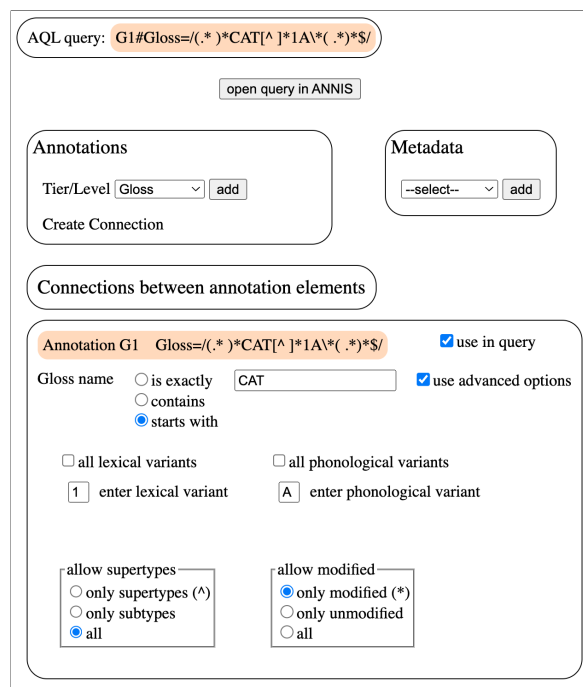 AQL query: G1#Gloss=/(.* )*CAT[^ ]*1A\*( .*)*$/
open query in ANNIS
Annotations
Metadata
Tier/Level Gloss add
--select-- add
Create Connection
Connections between annotation elements
Annotation G1 Gloss=/(.* )*CAT[^ ]*1A\*( .*)*$/ use in query
Gloss name is exactly CAT use advanced options
contains
starts with
all lexical variants all phonological variants
1 enter lexical variant A enter phonological variant
allow supertypes allow modified
only supertypes (^) only modified (*)
only subtypes only unmodified
all all